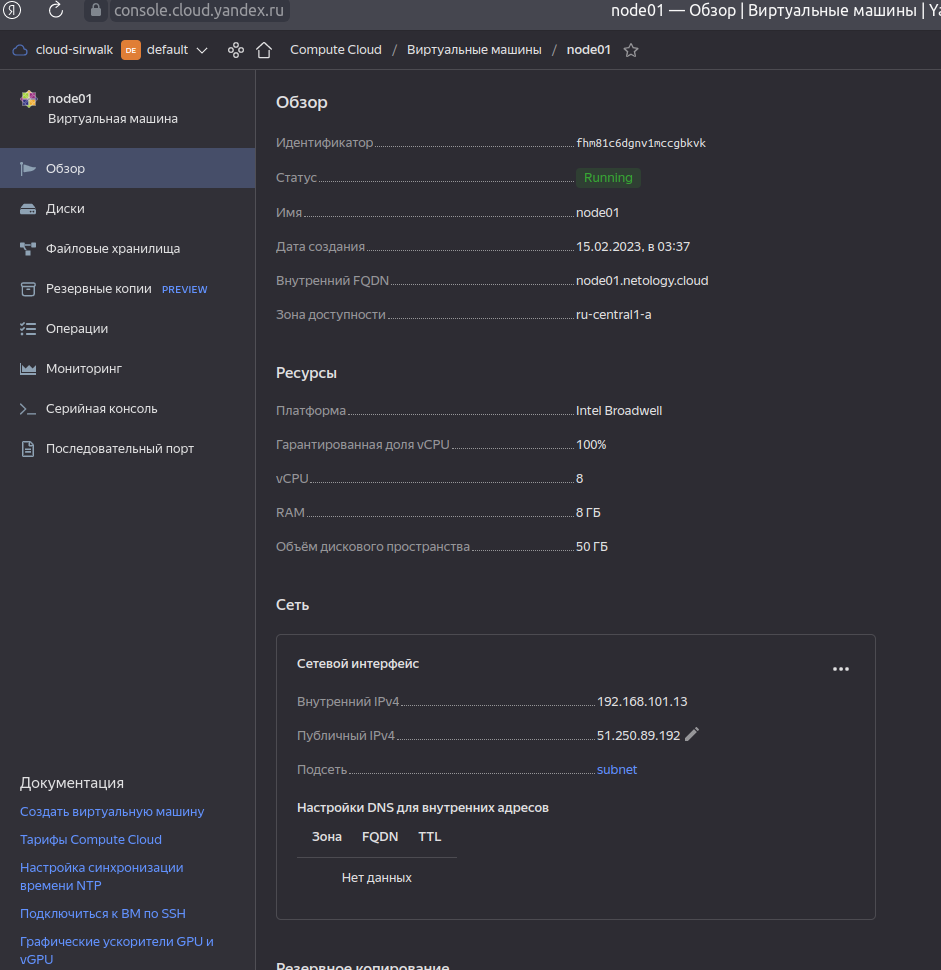 console.cloud.yandex.ru
node01 — Обзор | Виртуальные машины |
cloud-sirwalk DE default Compute Cloud / Виртуальные машины / node01
node01
Виртуальная машина
Обзор
Диски
Файловые хранилища
Резервные копии PREVIEW
Операции
Мониторинг
Серийная консоль
Последовательный порт
Документация
Создать виртуальную машину
Тарифы Compute Cloud
Настройка синхронизации
времени NTP
Подключиться к ВМ по SSH
Графические ускорители GPU и
vGPU
Обзор
Идентификатор fhm81c6dgnv1mccgbkvk
Статус Running
Имя node01
Дата создания 15.02.2023, в 03:37
Внутренний FQDN node01.netology.cloud
Зона доступности ru-central1-a
Ресурсы
Платформа Intel Broadwell
Гарантированная доля vCPU 100%
vCPU 8
RAM 8 ГБ
Объём дискового пространства 50 ГБ
Сеть
Сетевой интерфейс
Внутренний IPv4 192.168.101.13
Публичный IPv4 51.250.89.192
Подсеть subnet
Настройки DNS для внутренних адресов
Зона FQDN TTL
Нет данных
Резервное копирование